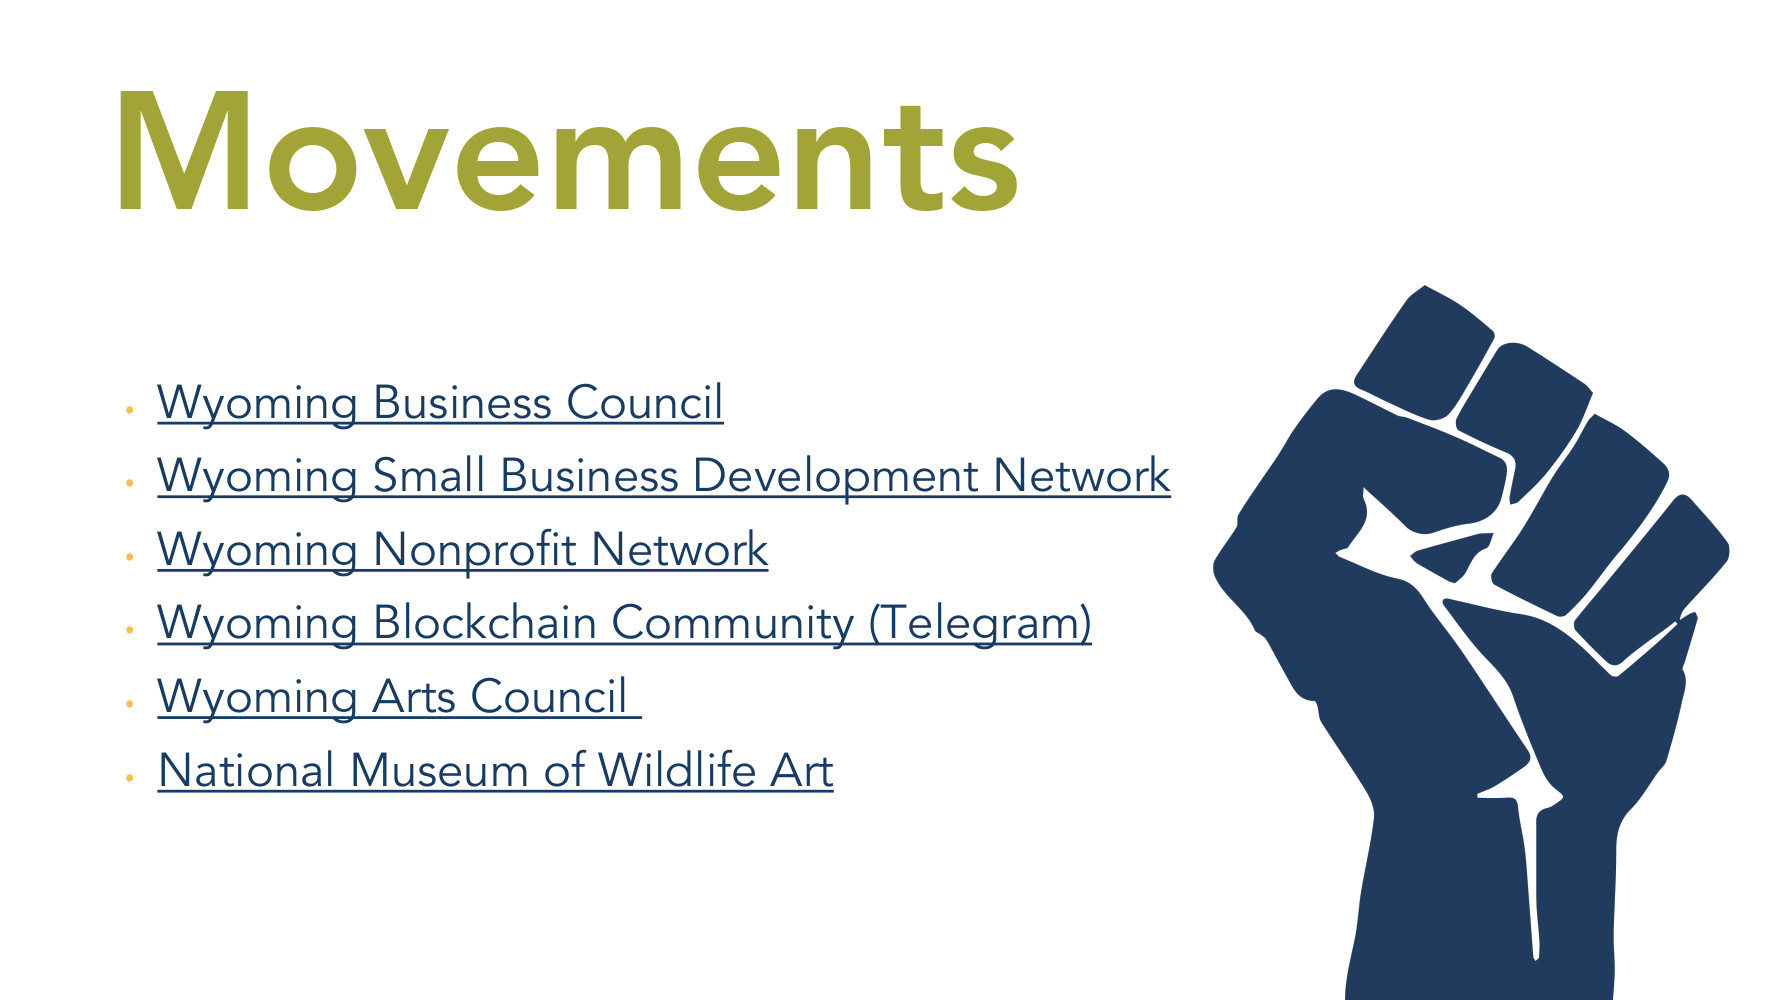 Movements
• Wyoming Business Council
• Wyoming Small Business Development Network
• Wyoming Nonprofit Network
• Wyoming Blockchain Community (Telegram)
• Wyoming Arts Council
• National Museum of Wildlife Art